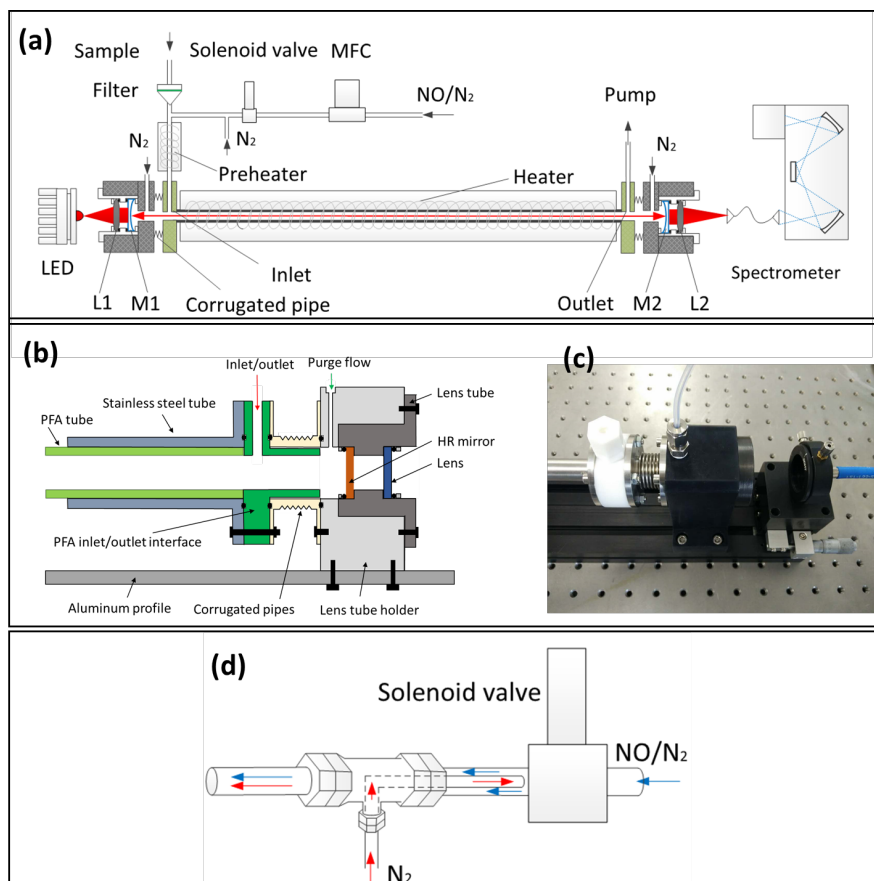 (a)
Sample
Solenoid valve
MFC
Filter
NO/N2
Pump
N2
N2
N2
Preheater
Heater
LED
Inlet
Spectrometer
L1
M1
Corrugated pipe
Outlet
M2
L2
(b)
Inlet/outlet
Purge flow
(c)
Lens tube
Stainless steel tube
PFA tube
HR mirror
Lens
PFA inlet/outlet interface
Aluminum profile
Corrugated pipes
Lens tube holder
(d)
Solenoid valve
NO/N2
N2